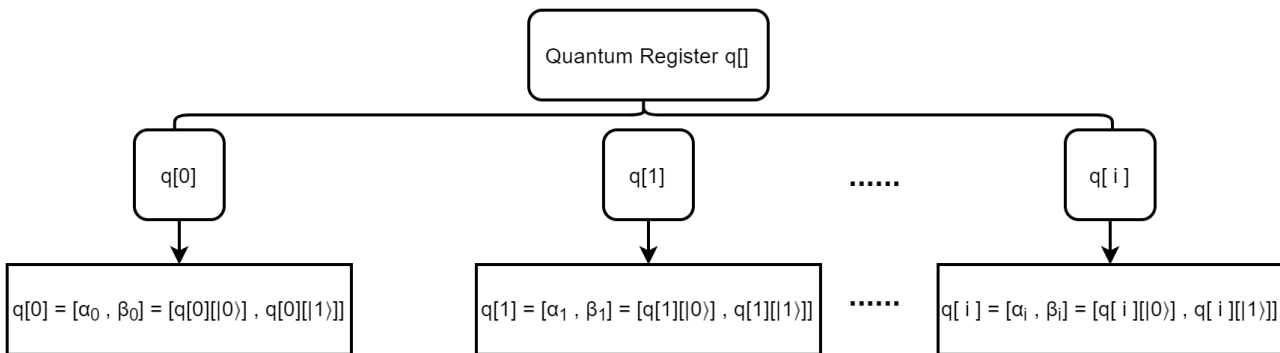 Quantum Register q[]
q[0]
q[1]
......
q[ i ]
q[0] = [α₀ , β₀] = [q[0][|0⟩] , q[0][|1⟩]]
q[1] = [α₁ , β₁] = [q[1][|0⟩] , q[1][|1⟩]]
......
q[ i ] = [αᵢ , βᵢ] = [q[ i ][|0⟩] , q[ i ][|1⟩]]